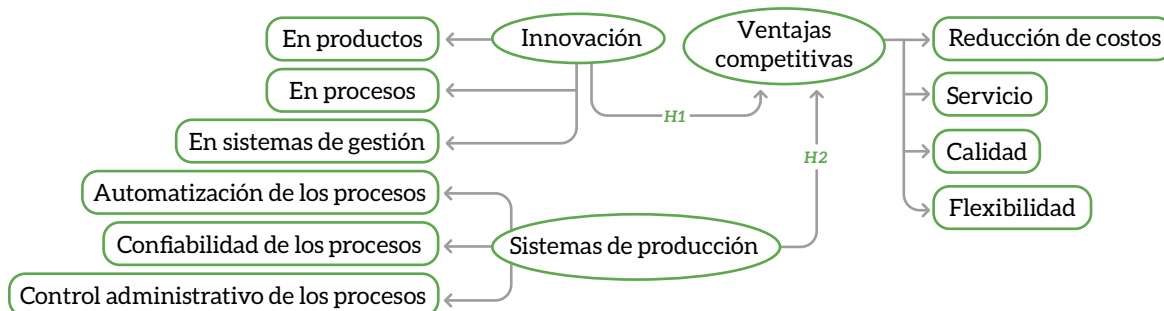 En productos
Innovación
Ventajas
competitivas
Reducción de costos
En procesos
Servicio
H1
En sistemas de gestión
Calidad
H2
Automatización de los procesos
Flexibilidad
Confiabilidad de los procesos
Sistemas de producción
Control administrativo de los procesos